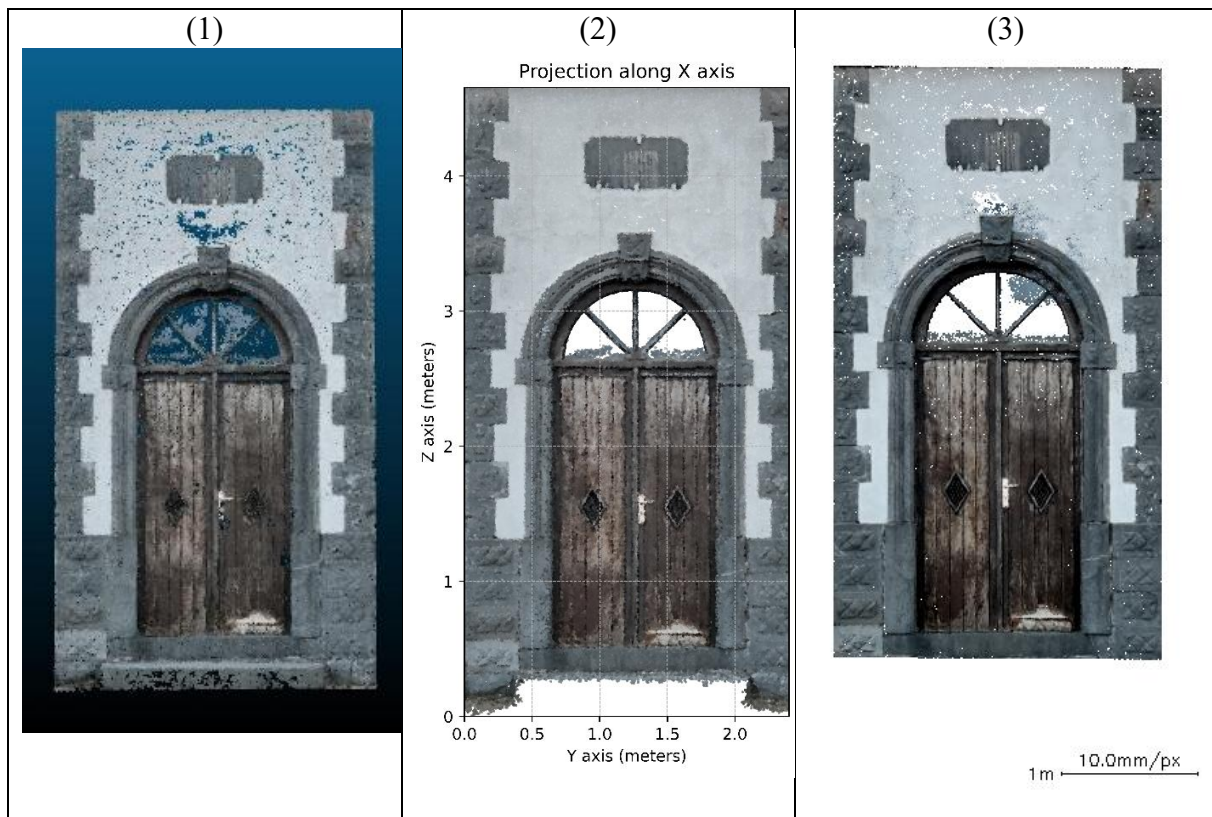 (1)
(2)
(3)
Projection along X axis
4
3
2
1
0
Z axis (meters)
0.0 0.5 1.0 1.5 2.0
Y axis (meters)
10.0mm/px
1m